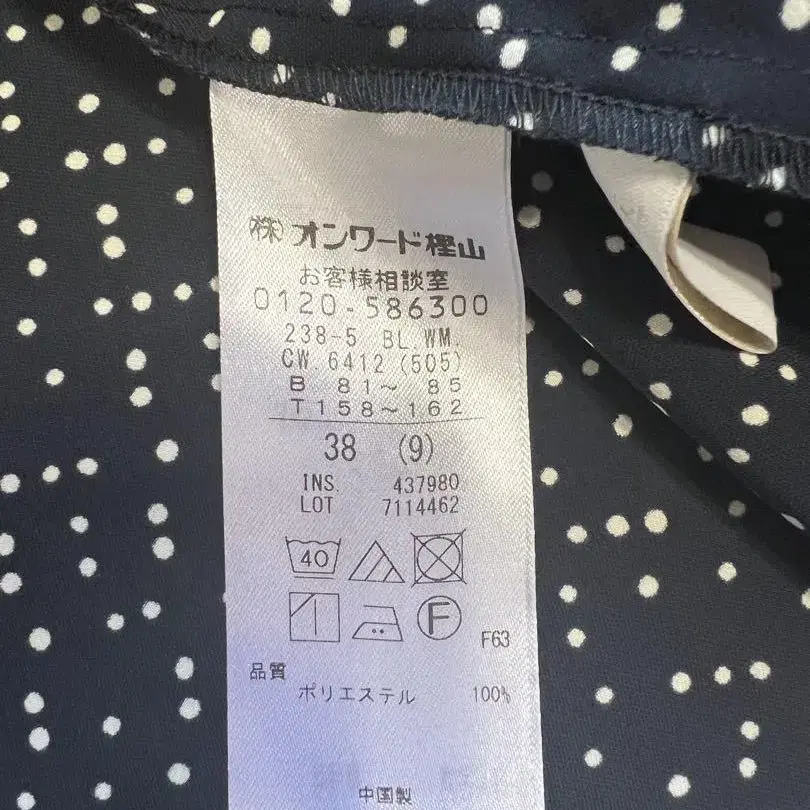 ㈱オンワード樫山
お客様相談室
0120-586300
238-5 BL.WM.
CW.6412(505)
B 81~ 85
T158~162
38 (9)
INS. 437980
LOT 7114462
40
F
F63
品質
ポリエステル 100%
中国製